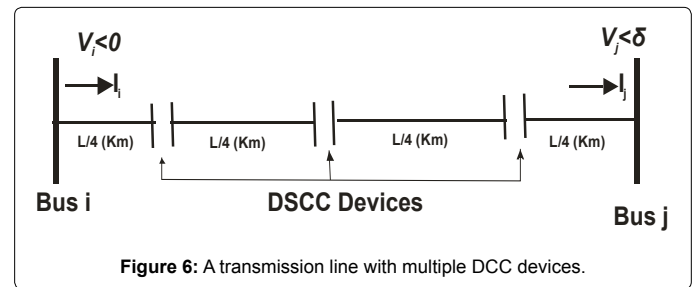 Vi<0 Vj<δ
Ii Ij
L/4 (Km) L/4 (Km) L/4 (Km) L/4 (Km)
Bus i DSCC Devices Bus j
Figure 6: A transmission line with multiple DCC devices.